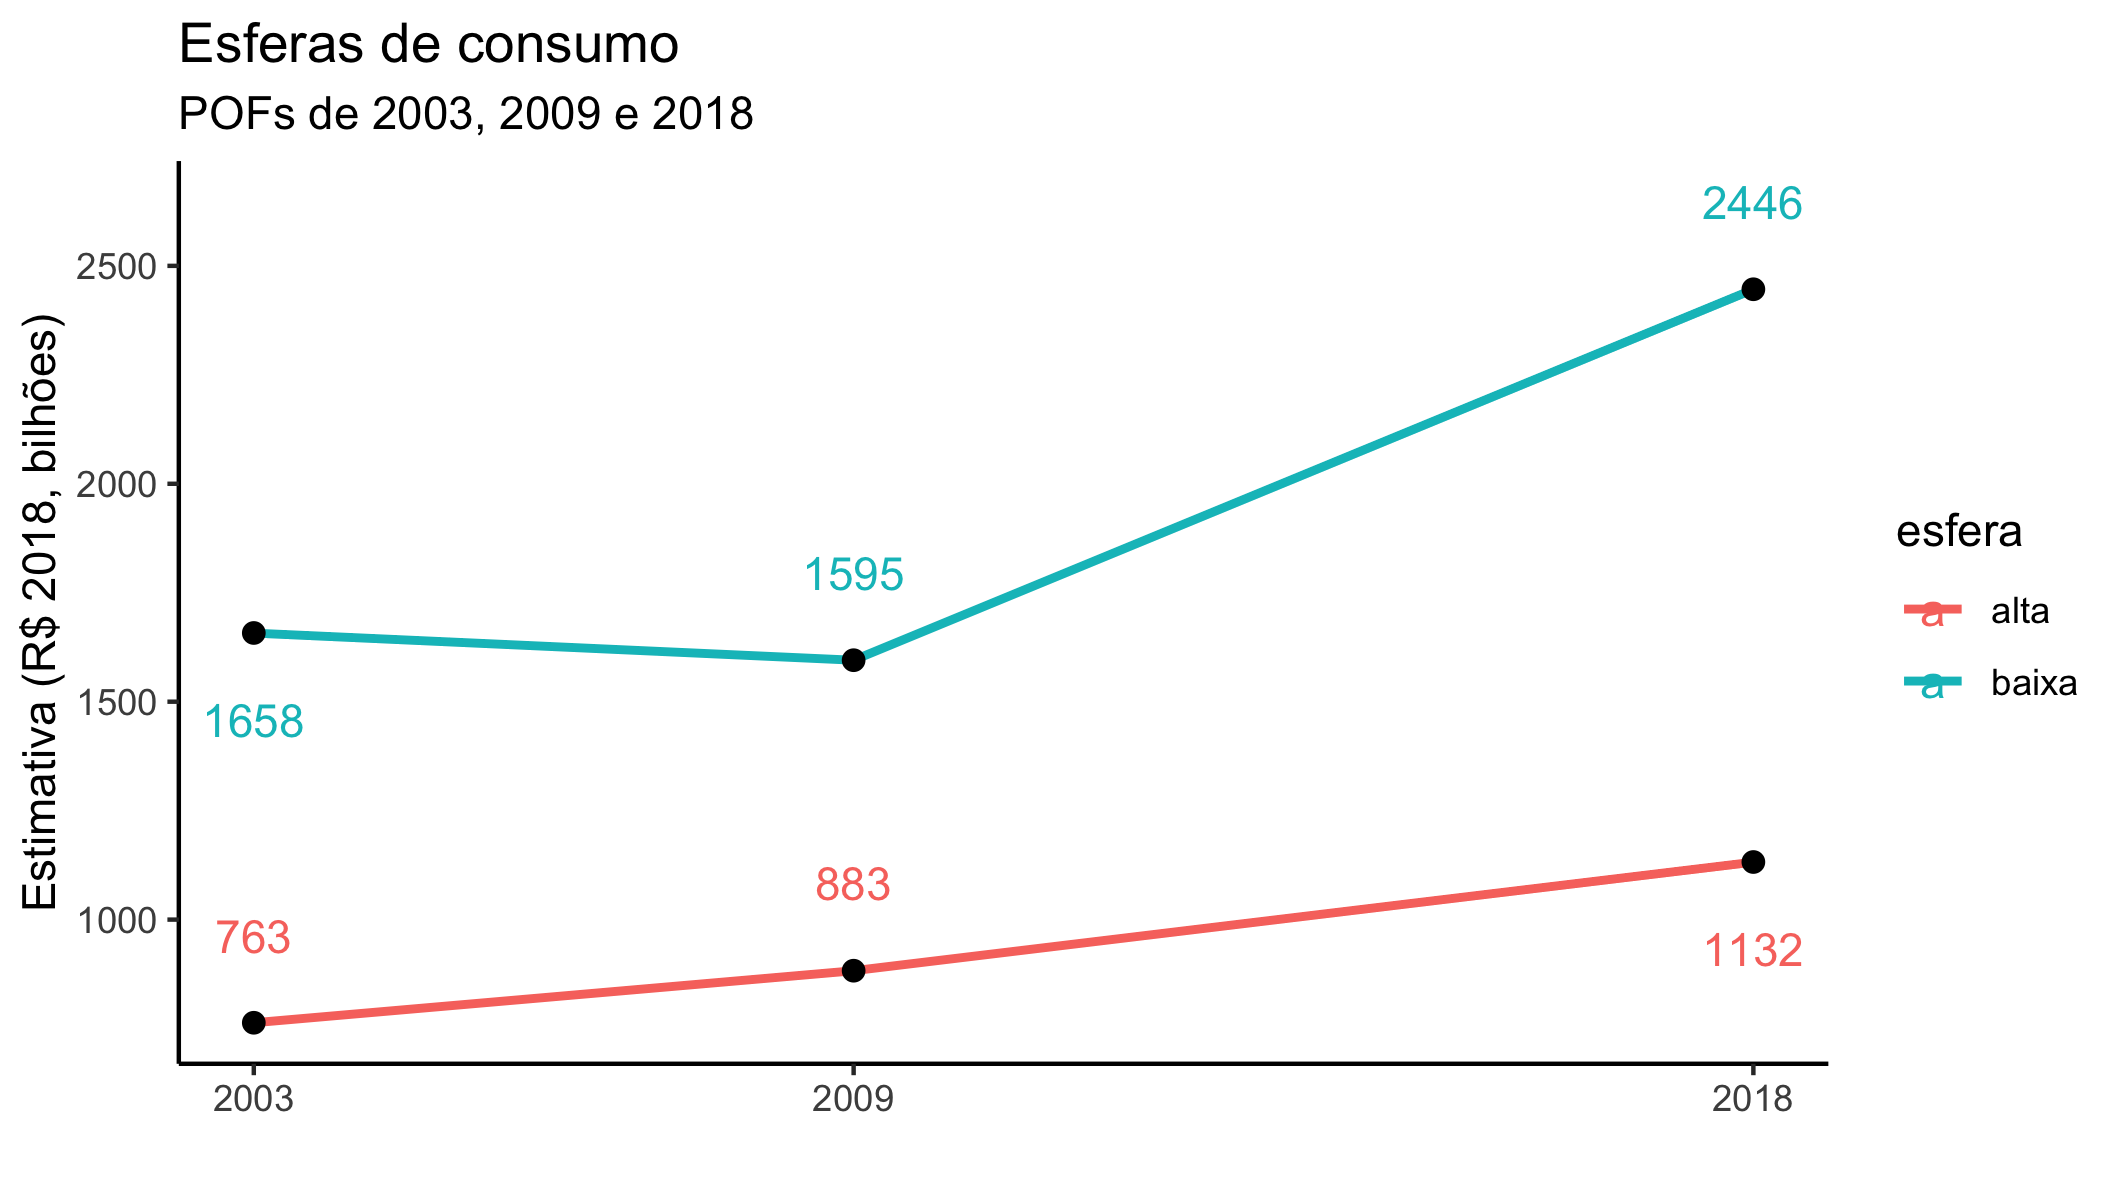 Esferas de consumo
POFs de 2003, 2009 e 2018
Estimativa (R$ 2018, bilhões)
2500
2000
1500
1000
2446
1595
1658
883
763
1132
2003
2009
2018
esfera
a alta
a baixa